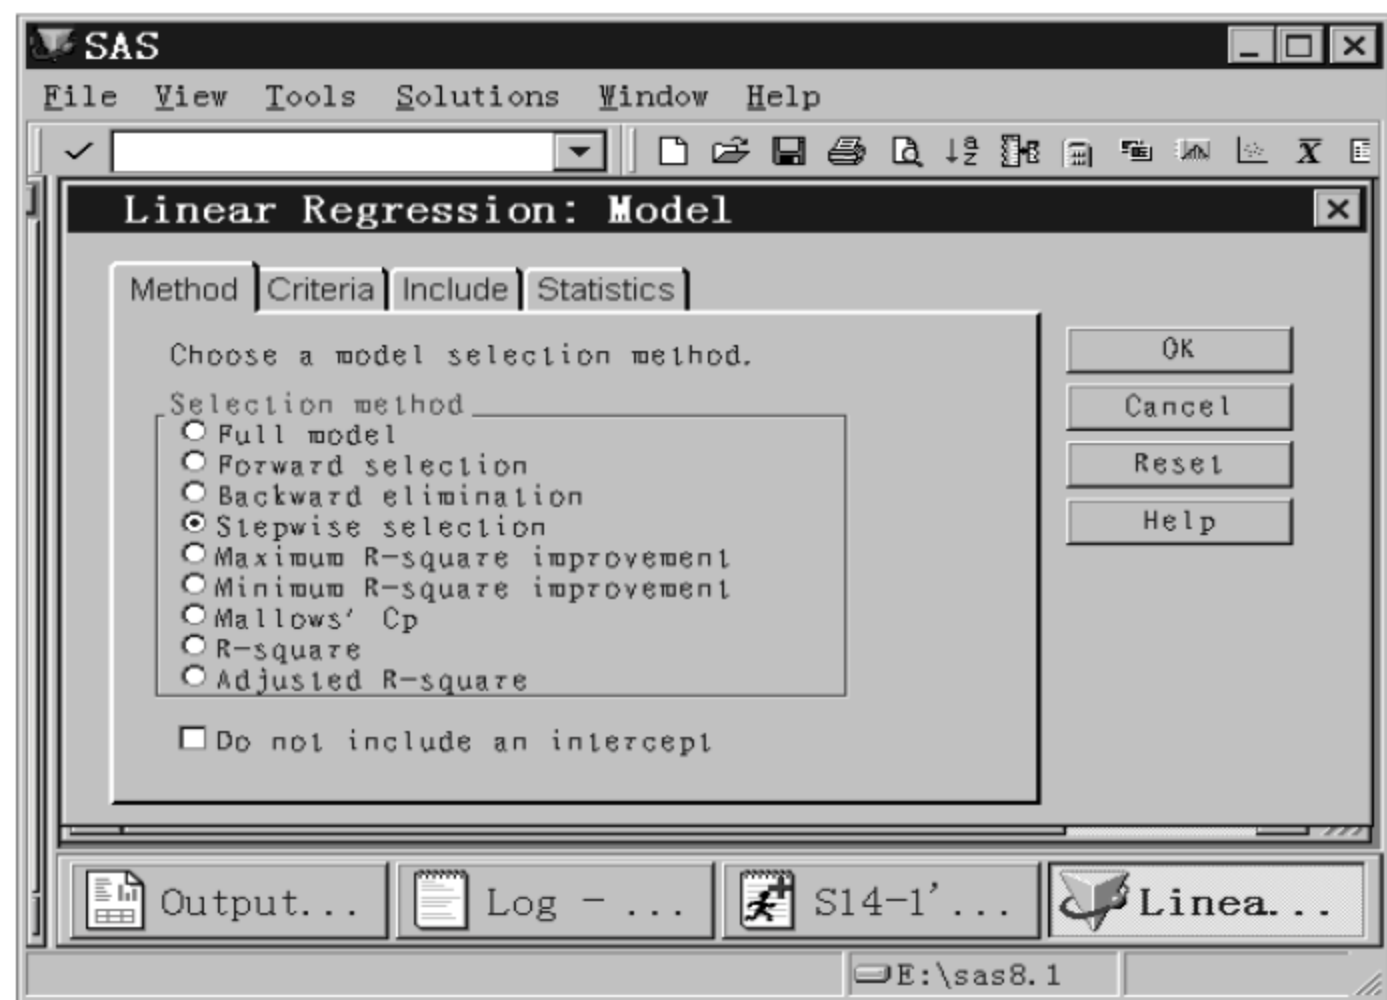 SAS
File View Tools Solutions Window Help
Linear Regression: Model
Method Criteria Include Statistics
Choose a model selection method.
Selection method
Full model
Forward selection
Backward elimination
Stepwise selection
Maximum R-square improvement
Minimum R-square improvement
Mallows' Cp
R-square
Adjusted R-square
Do not include an intercept
OK
Cancel
Reset
Help
Output... Log - ... S14-1'... Linea...
E:\sas8.1